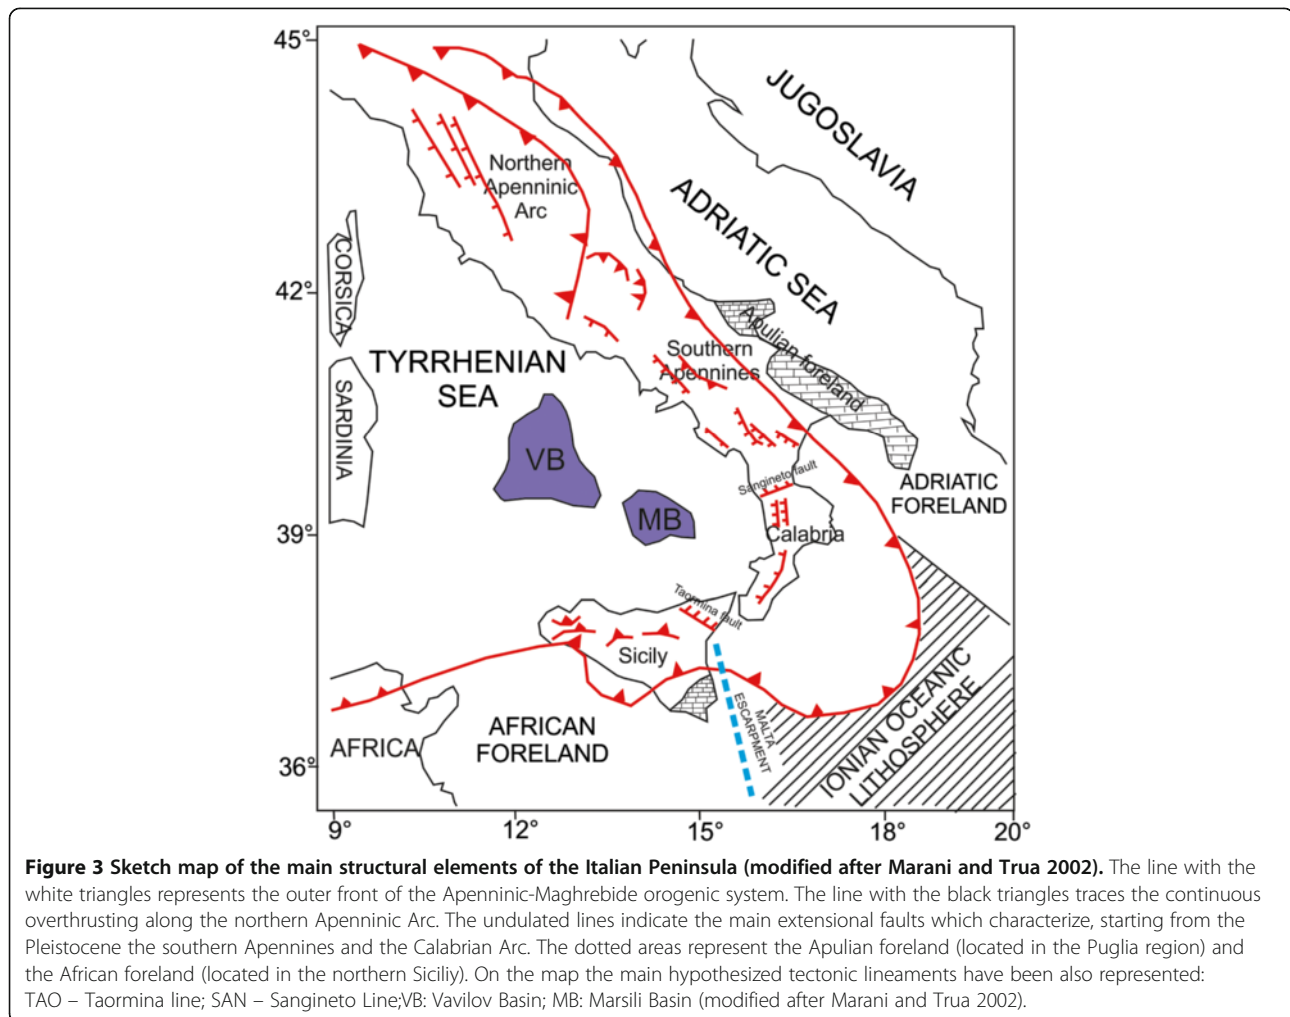 45°
JUGOSLAVIA
Northern
Apenninic
Arc
ADRIATIC SEA
CORSICA
42°
Apulian foreland
Southern
Apennines
TYRRHENIAN
SEA
SARDINIA
VB
Sangineto fault
ADRIATIC
FORELAND
MB
39°
Calabria
Taormina fault
Sicily
IONIAN OCEANIC
LITHOSPHERE
MALTA
ESCARPMENT
AFRICAN
FORELAND
AFRICA
36°
9°
12°
15°
18°
20°
Figure 3 Sketch map of the main structural elements of the Italian Peninsula (modified after Marani and Trua 2002). The line with the
white triangles represents the outer front of the Apenninic-Maghrebide orogenic system. The line with the black triangles traces the continuous
overthrusting along the northern Apenninic Arc. The undulated lines indicate the main extensional faults which characterize, starting from the
Pleistocene the southern Apennines and the Calabrian Arc. The dotted areas represent the Apulian foreland (located in the Puglia region) and
the African foreland (located in the northern Siciliy). On the map the main hypothesized tectonic lineaments have been also represented:
TAO – Taormina line; SAN – Sangineto Line;VB: Vavilov Basin; MB: Marsili Basin (modified after Marani and Trua 2002).